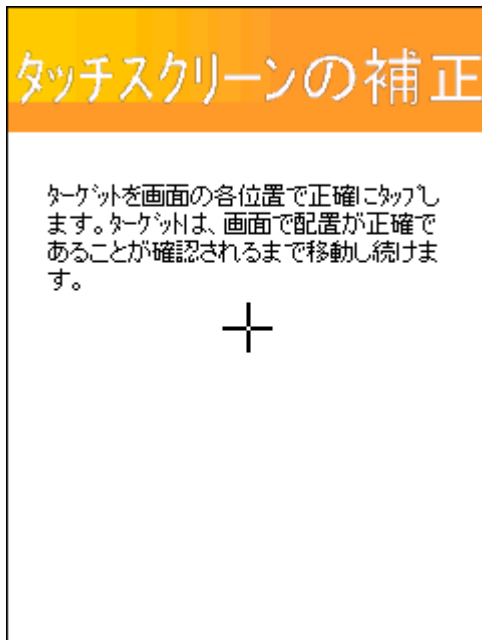 タッチスクリーンの補正
ﾀｰｹﾞｯﾄを画面の各位置で正確にﾀｯﾌﾟし
ます。ﾀｰｹﾞｯﾄは、画面で配置が正確で
あることが確認されるまで移動し続けま
す。